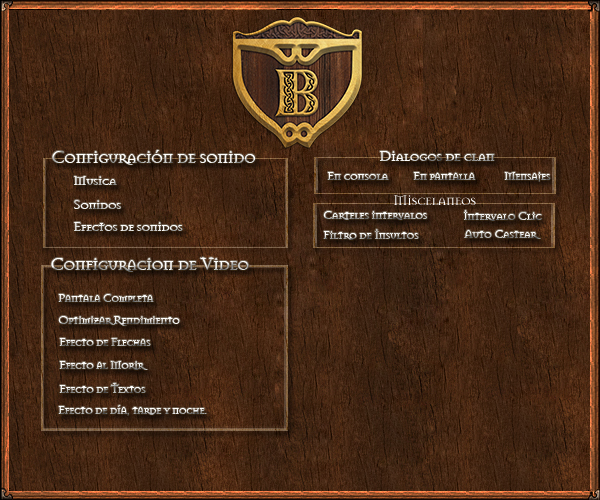 B
Configuración de sonido
Musica
Sonidos
Efectos de sonidos
Configuracion de Video
Pantala Completa
Optimizar Rendimiento
Efecto de Flechas
Efecto al Morir
Efecto de Textos
Efecto de día, tarde y noche.
Dialogos de clan
En consola En pantalla Mensajes
Miscelaneos
Carteles intervalos Intervalo Clic
Filtro de Insultos Auto Castear